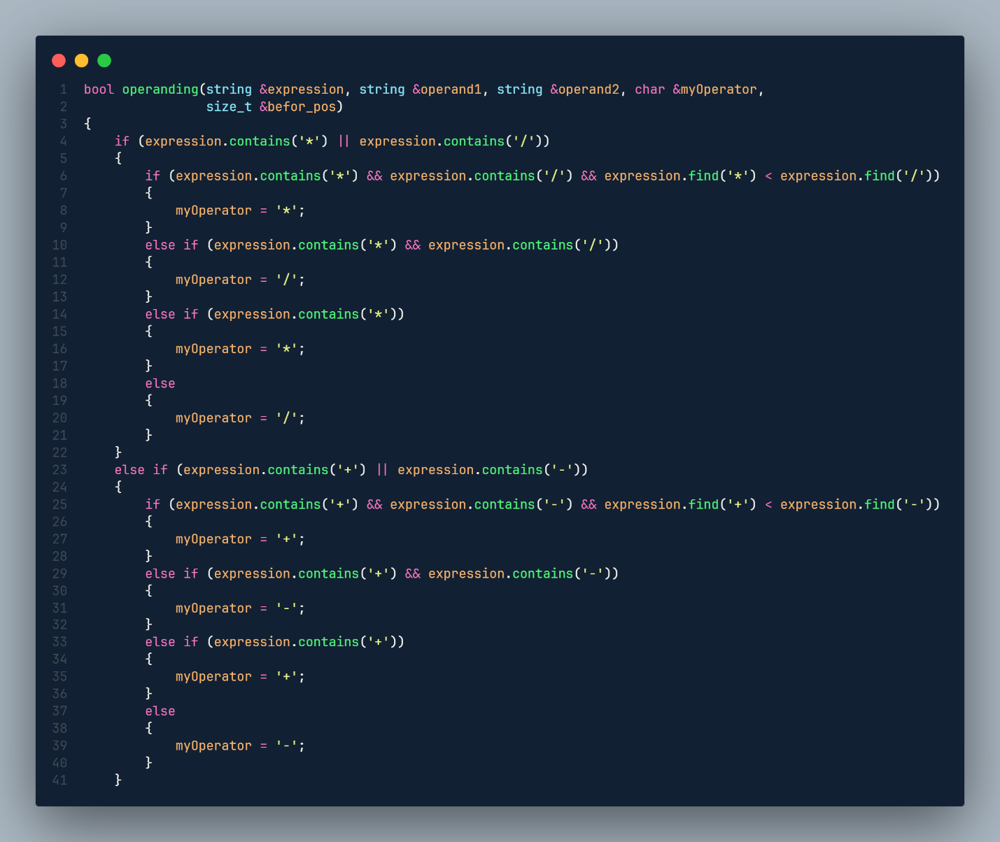 1 bool operanding(string &expression, string &operand1, string &operand2, char &myOperator,
2                 size_t &befor_pos)
3 {
4     if (expression.contains('*') || expression.contains('/'))
5     {
6         if (expression.contains('*') && expression.contains('/') && expression.find('*') < expression.find('/'))
7         {
8             myOperator = '*';
9         }
10         else if (expression.contains('*') && expression.contains('/'))
11         {
12             myOperator = '/';
13         }
14         else if (expression.contains('*'))
15         {
16             myOperator = '*';
17         }
18         else
19         {
20             myOperator = '/';
21         }
22     }
23     else if (expression.contains('+') || expression.contains('-'))
24     {
25         if (expression.contains('+') && expression.contains('-') && expression.find('+') < expression.find('-'))
26         {
27             myOperator = '+';
28         }
29         else if (expression.contains('+') && expression.contains('-'))
30         {
31             myOperator = '-';
32         }
33         else if (expression.contains('+'))
34         {
35             myOperator = '+';
36         }
37         else
38         {
39             myOperator = '-';
40         }
41     }